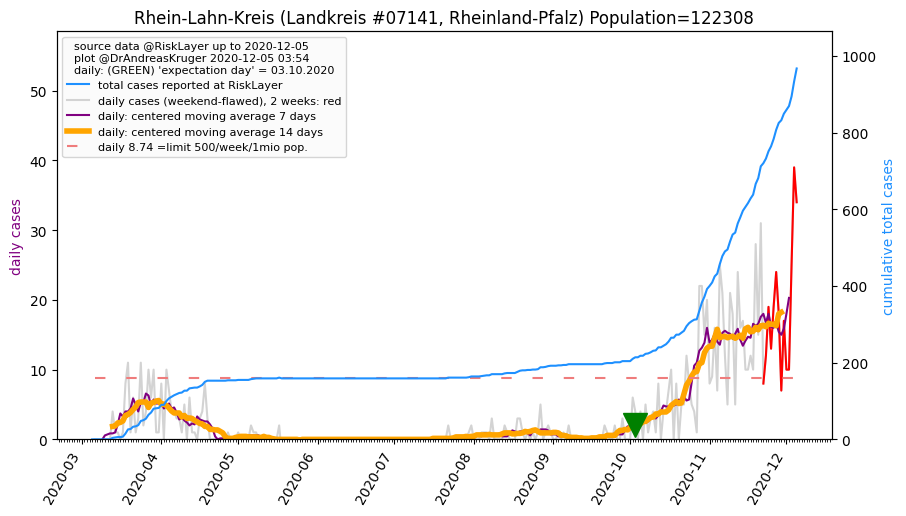 Rhein-Lahn-Kreis (Landkreis #07141, Rheinland-Pfalz) Population=122308
source data @RiskLayer up to 2020-12-05
plot @DrAndreasKruger 2020-12-05 03:54
daily: (GREEN) 'expectation day' = 03.10.2020
total cases reported at RiskLayer
daily cases (weekend-flawed), 2 weeks: red
daily: centered moving average 7 days
daily: centered moving average 14 days
daily 8.74 =limit 500/week/1mio pop.
daily cases
50
40
30
20
10
0
cumulative total cases
1000
800
600
400
200
0
2020-03
2020-04
2020-05
2020-06
2020-07
2020-08
2020-09
2020-10
2020-11
2020-12